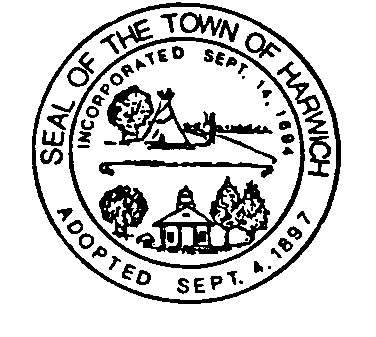 SEAL OF THE TOWN OF HARWICH
INCORPORATED SEPT. 14, 1694
ADOPTED SEPT. 4, 1897